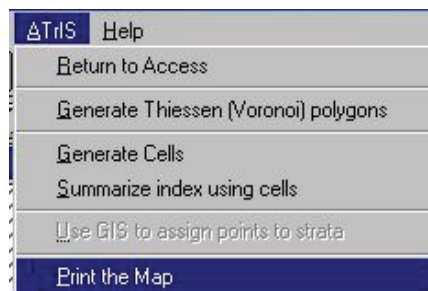 ATrIS Help
Return to Access
Generate Thiessen (Voronoi) polygons
Generate Cells
Summarize index using cells
Use GIS to assign points to strata
Print the Map